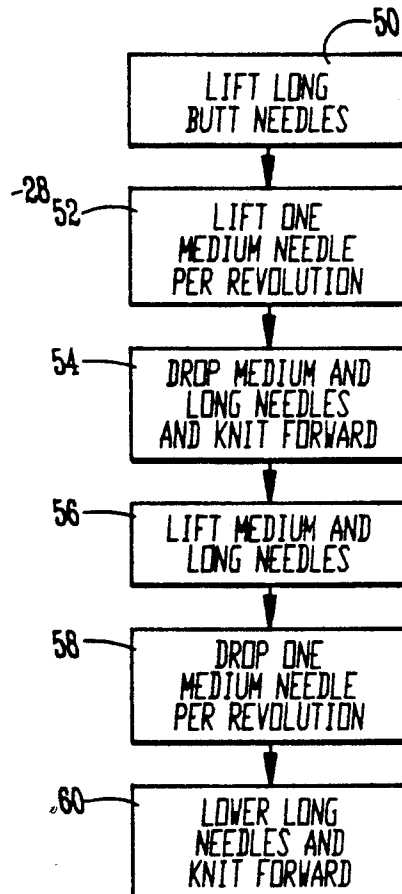 50
LIFT LONG
BUTT NEEDLES
-28
52
LIFT ONE
MEDIUM NEEDLE
PER REVOLUTION
54
DROP MEDIUM AND
LONG NEEDLES
AND KNIT FORWARD
56
LIFT MEDIUM AND
LONG NEEDLES
58
DROP ONE
MEDIUM NEEDLE
PER REVOLUTION
60
LOWER LONG
NEEDLES AND
KNIT FORWARD